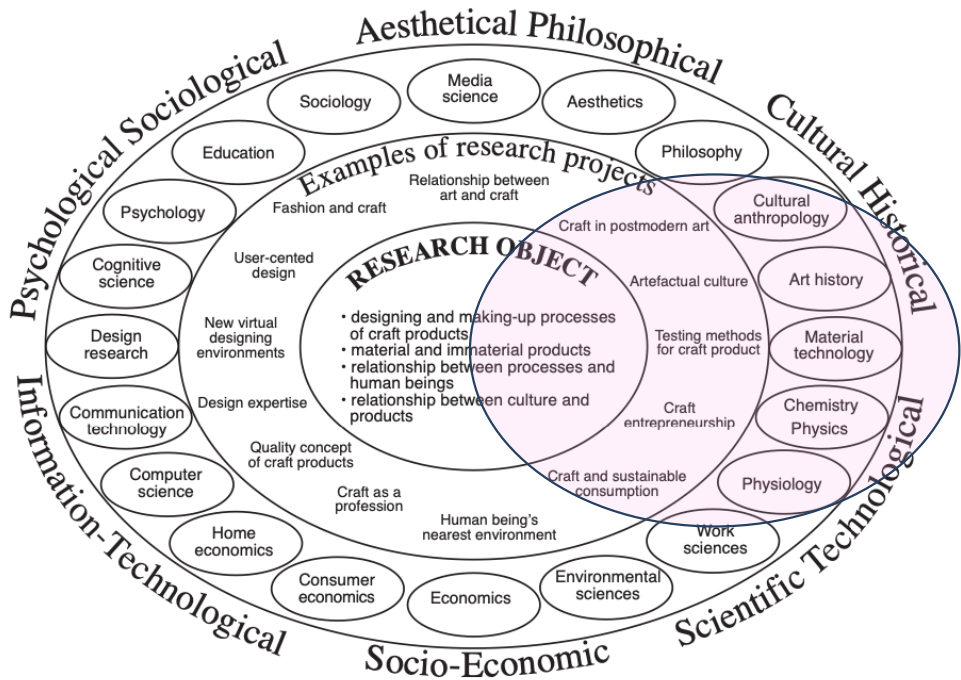 Aesthetical Philosophical
Cultural Historical
Scientific Technological
Socio-Economic
Information-Technological
Psychological Sociological
Media
science
Aesthetics
Philosophy
Cultural
anthropology
Art history
Material
technology
Chemistry
Physics
Physiology
Work
sciences
Environmental
sciences
Economics
Consumer
economics
Home
economics
Computer
science
Communication
technology
Design
research
Cognitive
science
Psychology
Education
Sociology
Examples of research projects
Relationship between
art and craft
Craft in postmodern art
Artefactual culture
Testing methods
for craft product
Craft
entrepreneurship
Craft and sustainable
consumption
Human being's
nearest environment
Craft as a
profession
Quality concept
of craft products
Design expertise
New virtual
designing
environments
User-cented
design
Fashion and craft
RESEARCH OBJECT
• designing and making-up processes
of craft products
• material and immaterial products
• relationship between processes and
human beings
• relationship between culture and
products